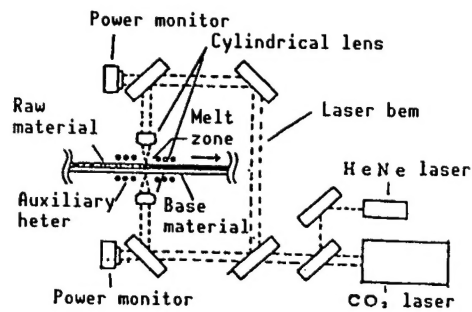 Power monitor
Cylindrical lens
Raw
material
Melt
zone
Laser bem
HeNe laser
Auxiliary
heter
Base
material
Power monitor
CO₂ laser